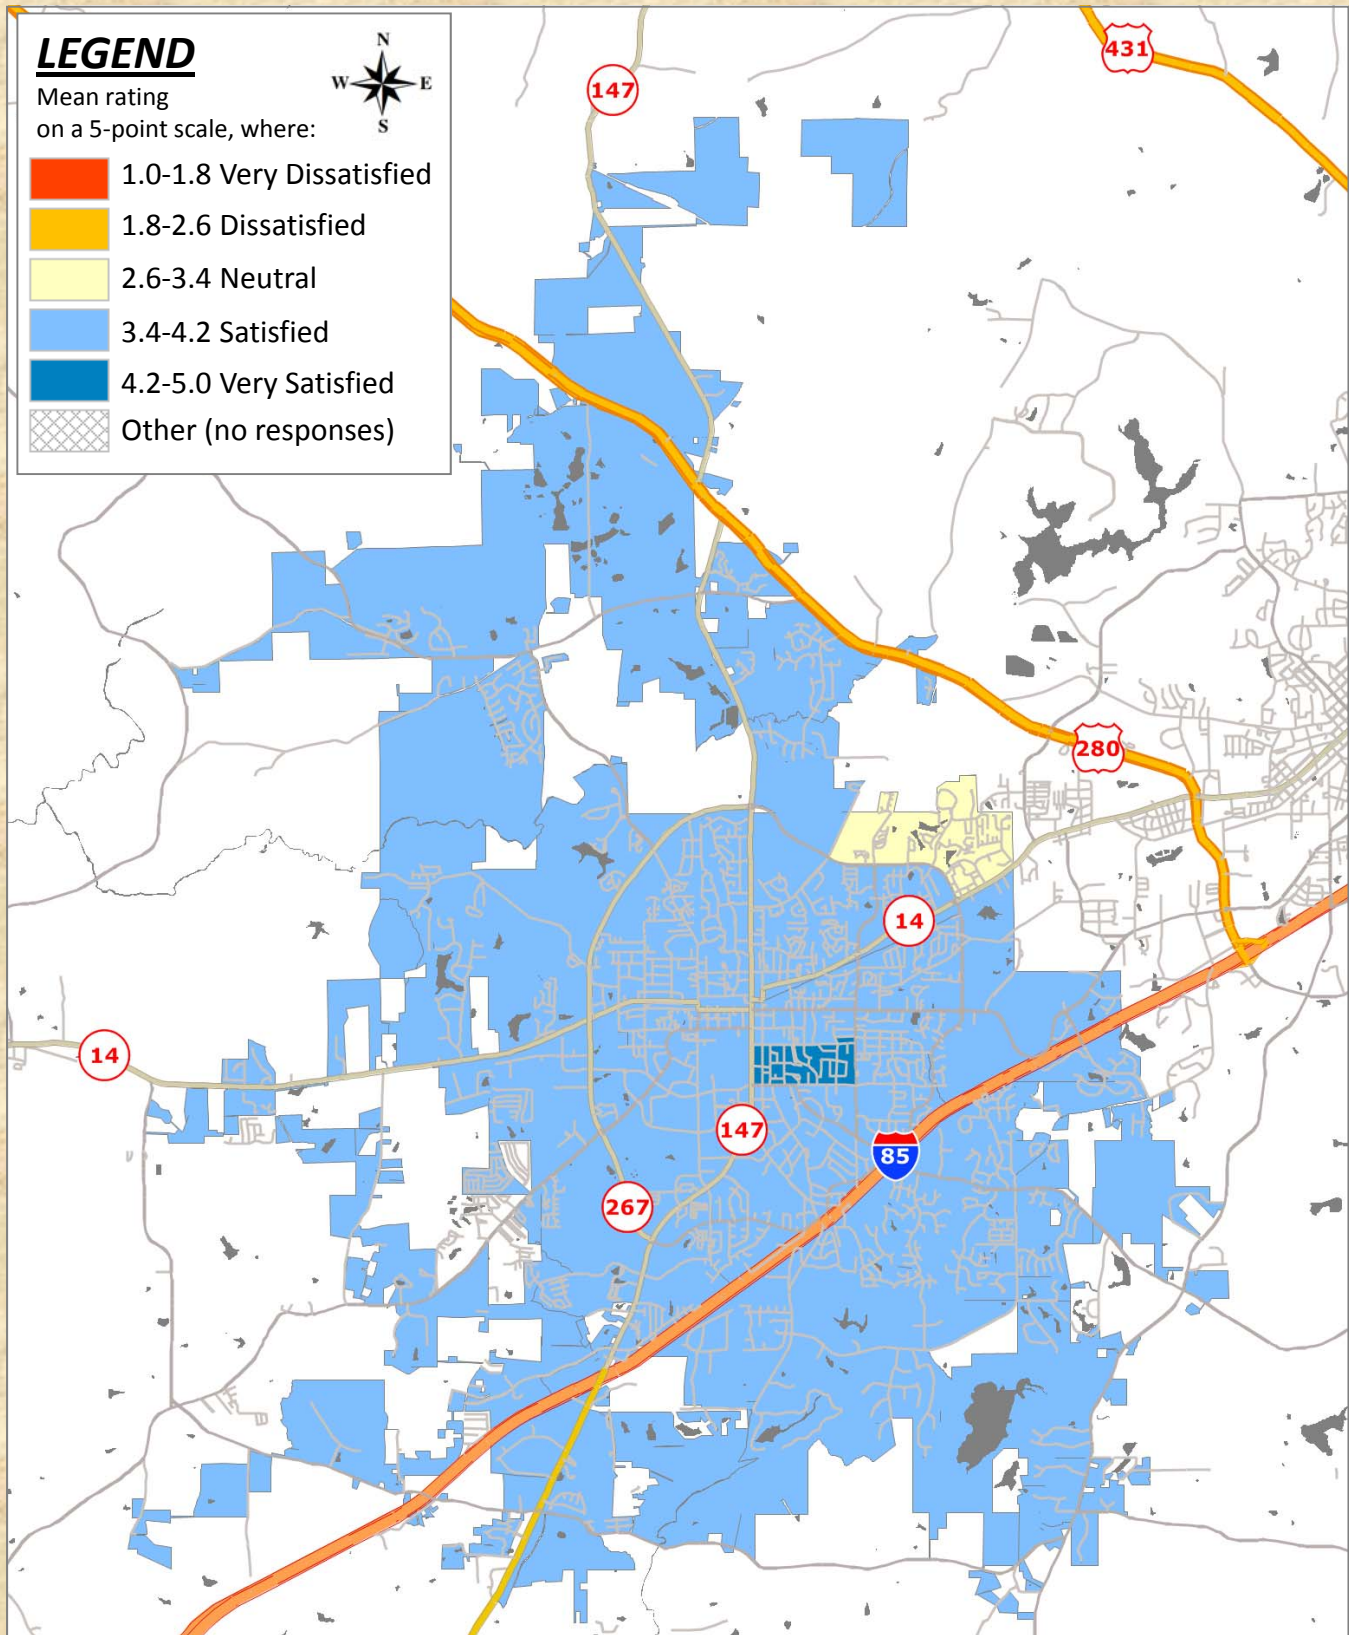 LEGEND
Mean rating
on a 5-point scale, where:
N
W E
S
1.0-1.8 Very Dissatisfied
1.8-2.6 Dissatisfied
2.6-3.4 Neutral
3.4-4.2 Satisfied
4.2-5.0 Very Satisfied
Other (no responses)
431
147
280
14
14
147
85
267